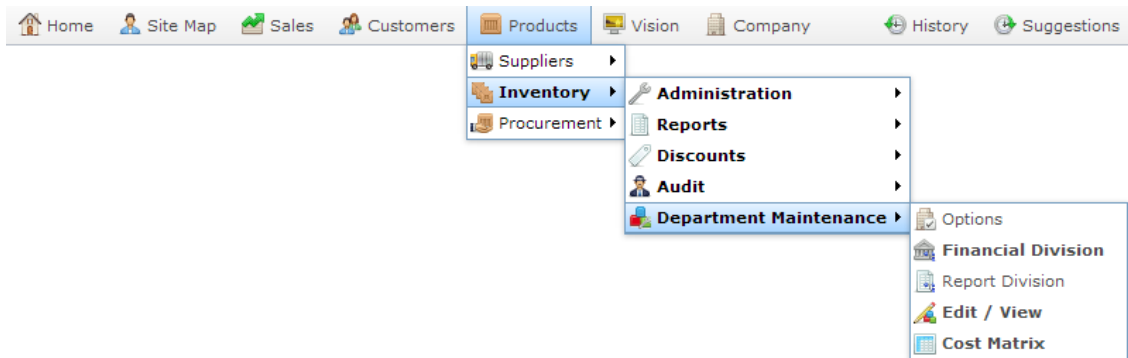 Home Site Map Sales Customers Products Vision Company History Suggestions
Suppliers
Inventory
Procurement
Administration
Reports
Discounts
Audit
Department Maintenance
Options
Financial Division
Report Division
Edit / View
Cost Matrix